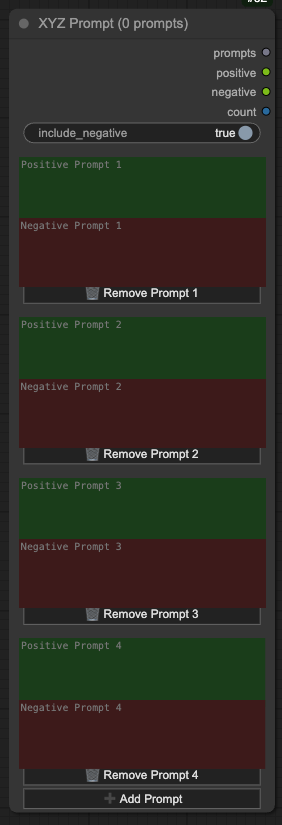 XYZ Prompt (0 prompts)
prompts
positive
negative
count
include_negative true
Positive Prompt 1
Negative Prompt 1
Remove Prompt 1
Positive Prompt 2
Negative Prompt 2
Remove Prompt 2
Positive Prompt 3
Negative Prompt 3
Remove Prompt 3
Positive Prompt 4
Negative Prompt 4
Remove Prompt 4
Add Prompt